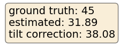 ground truth: 45
estimated: 31.89
tilt correction: 38.08